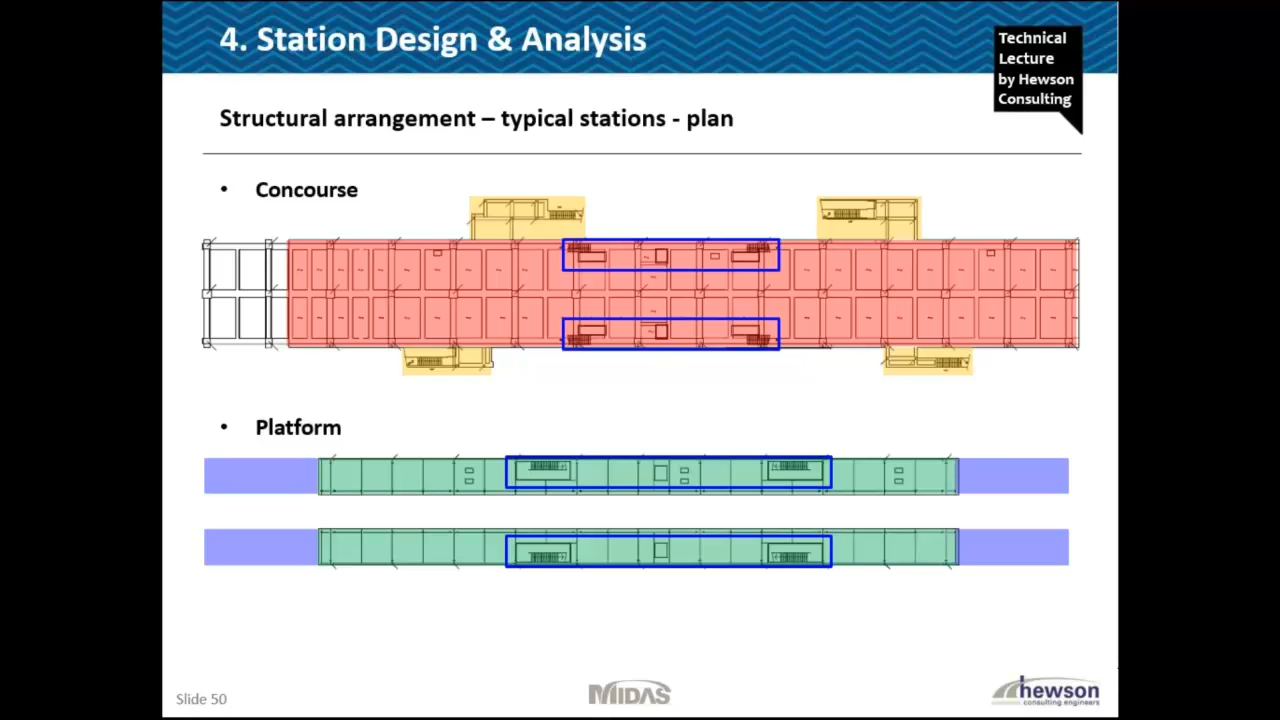 4. Station Design & Analysis
Technical
Lecture
by Hewson
Consulting
Structural arrangement – typical stations - plan
• Concourse
• Platform
Slide 50
MIDAS
hewson
consulting engineers